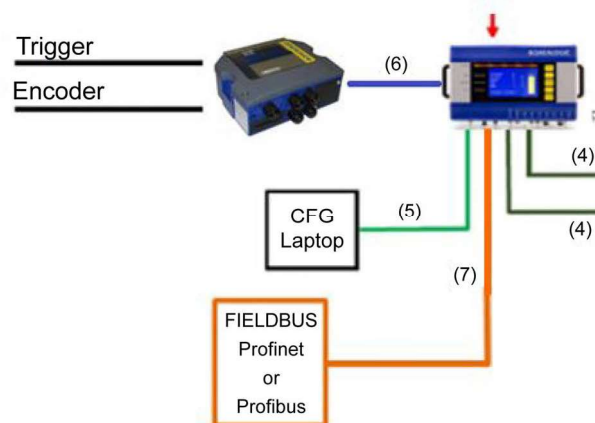 Trigger
Encoder
(6)
(4)
(5)
(4)
CFG
Laptop
(7)
FIELDBUS
Profinet
or
Profibus